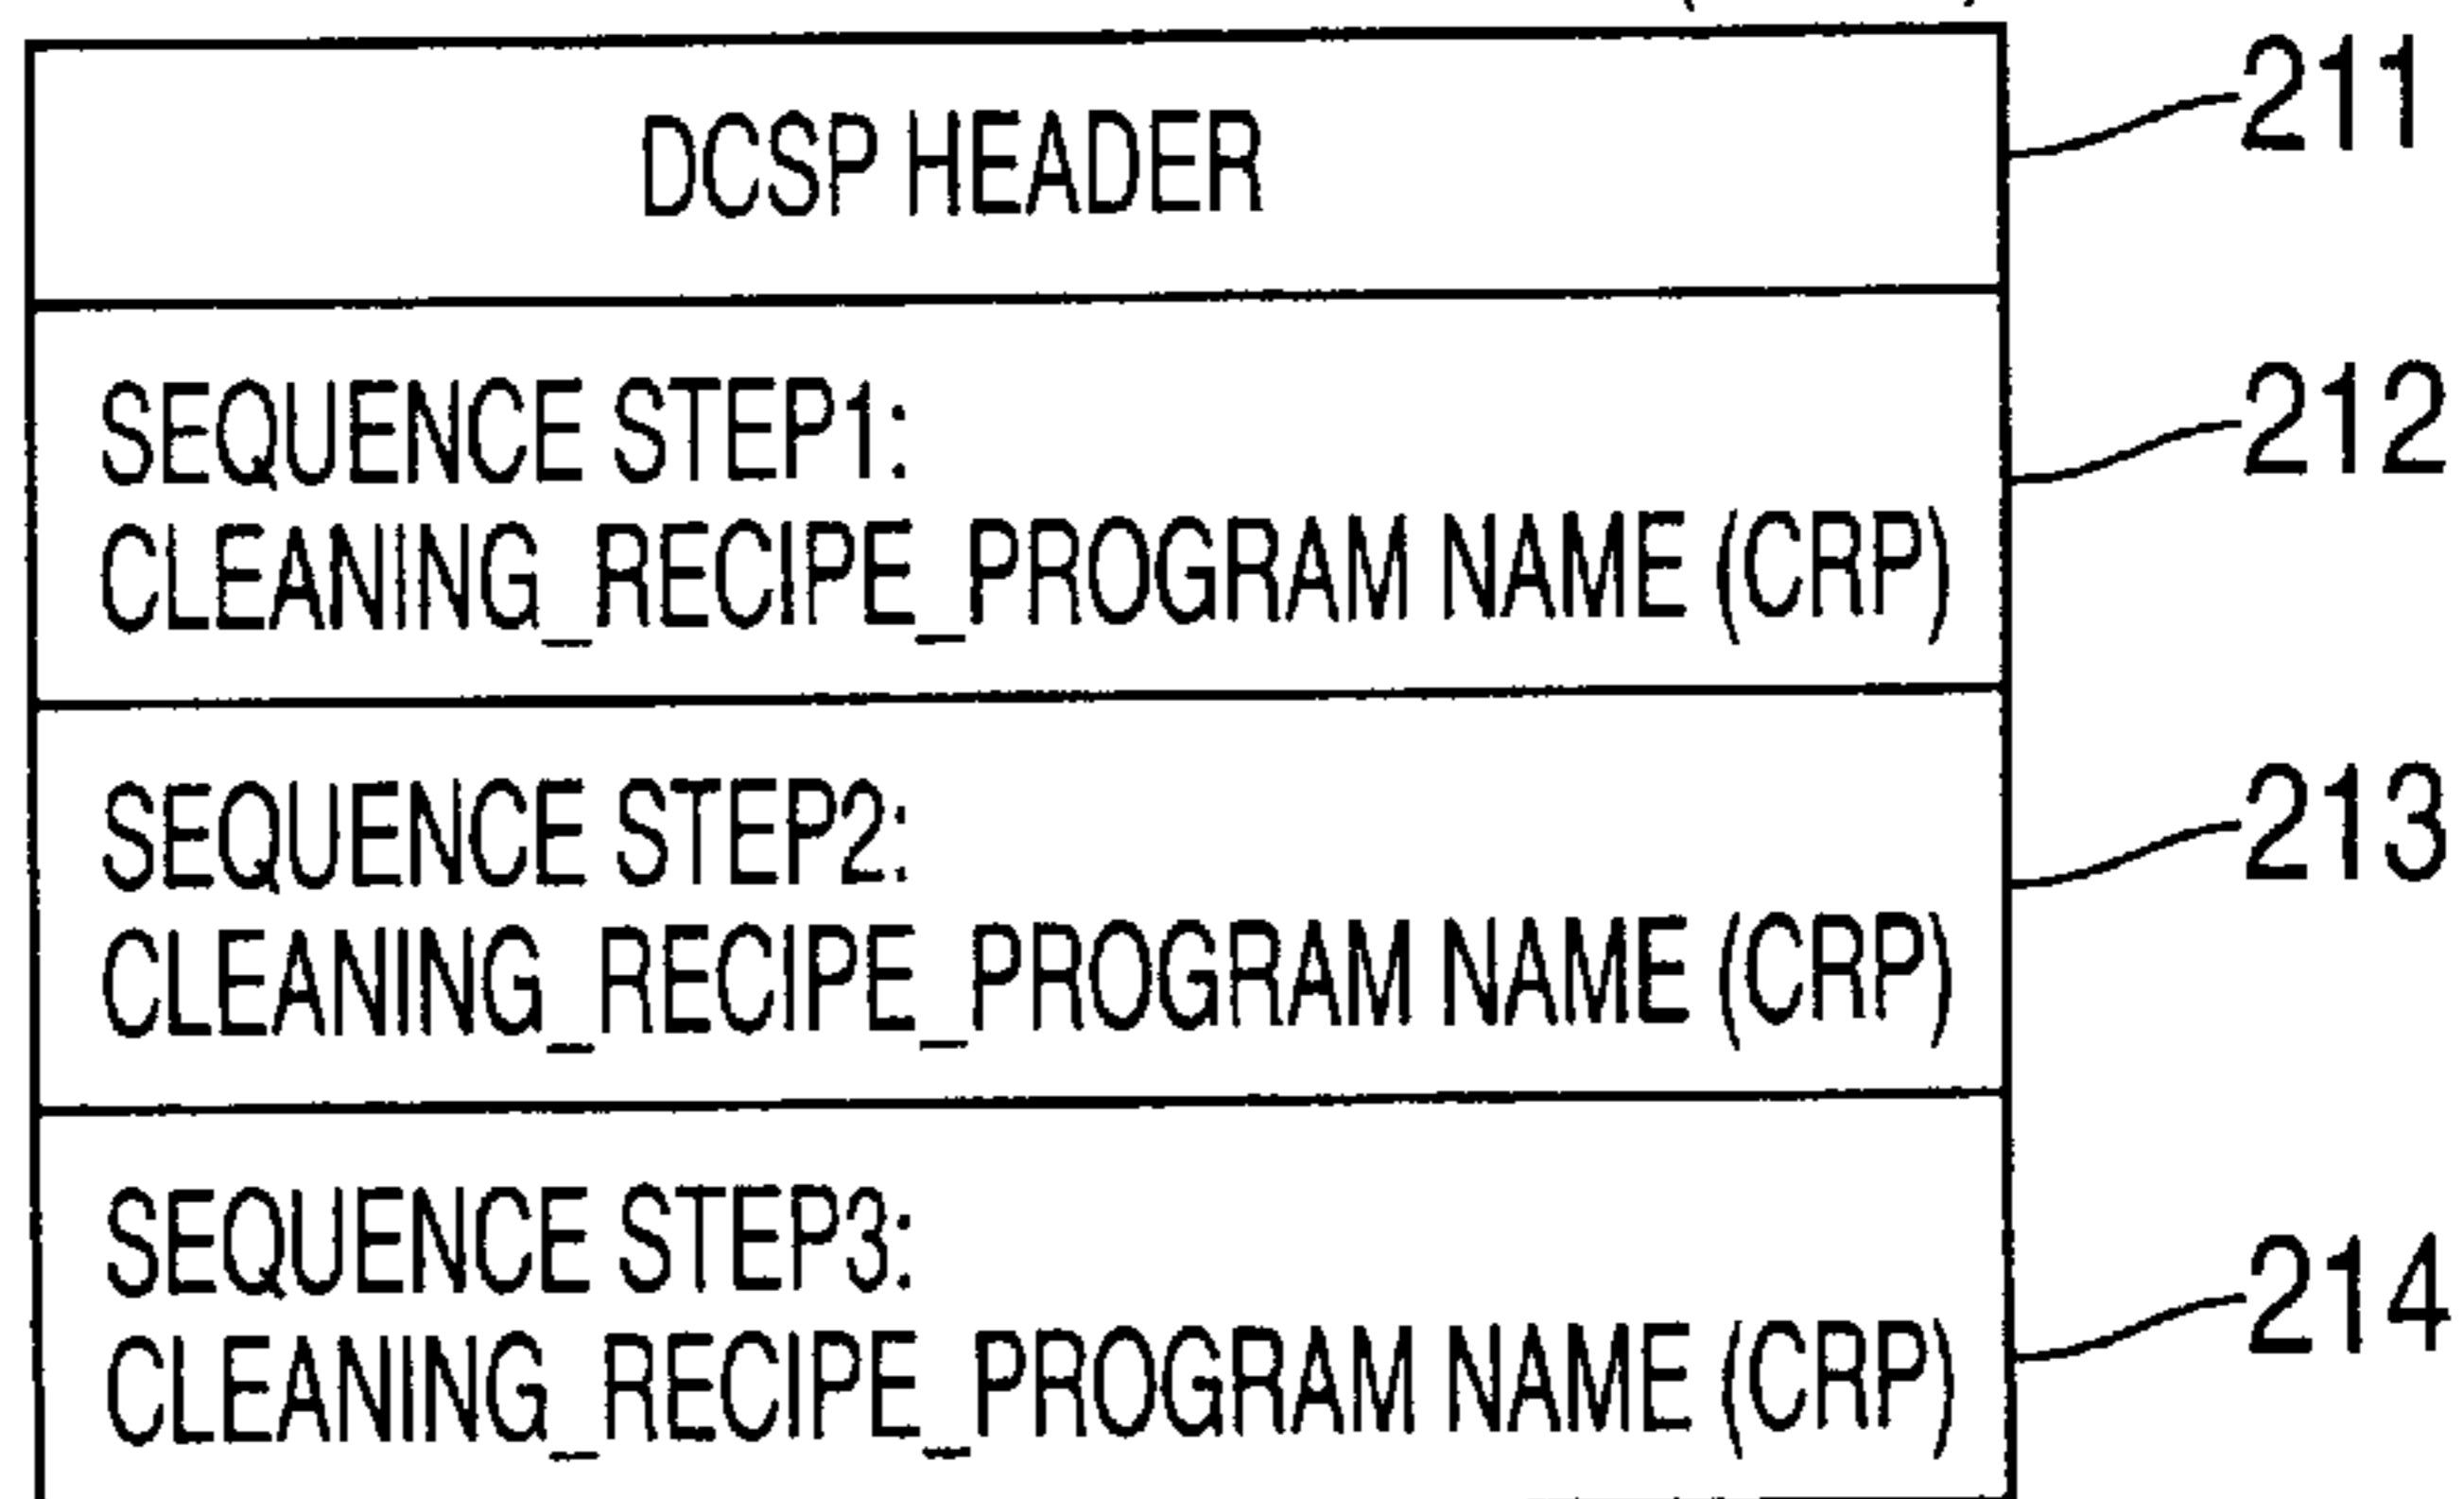 DCSP HEADER
211
SEQUENCE STEP1:
212
CLEANING_RECIPE_PROGRAM NAME (CRP)
SEQUENCE STEP2:
213
CLEANING_RECIPE_PROGRAM NAME (CRP)
SEQUENCE STEP3:
214
CLEANING_RECIPE_PROGRAM NAME (CRP)